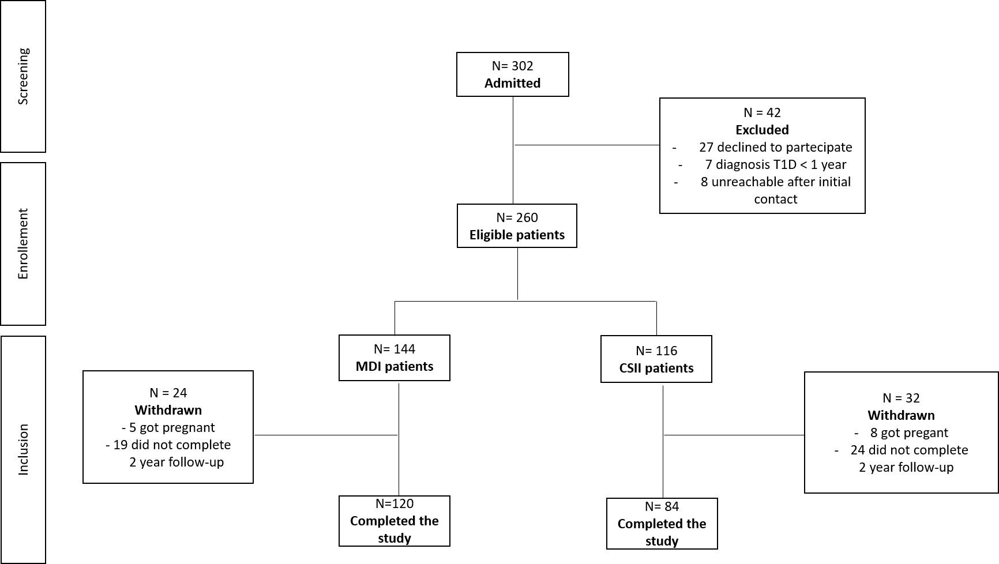 Screening
N= 302
Admitted
N = 42
Excluded
- 27 declined to partecipate
- 7 diagnosis T1D < 1 year
- 8 unreachable after initial
contact
Enrollement
N= 260
Eligible patients
Inclusion
N= 144
MDI patients
N= 116
CSII patients
N = 24
Withdrawn
- 5 got pregnant
- 19 did not complete
2 year follow-up
N = 32
Withdrawn
- 8 got pregant
- 24 did not complete
2 year follow-up
N=120
Completed the
study
N= 84
Completed the
study